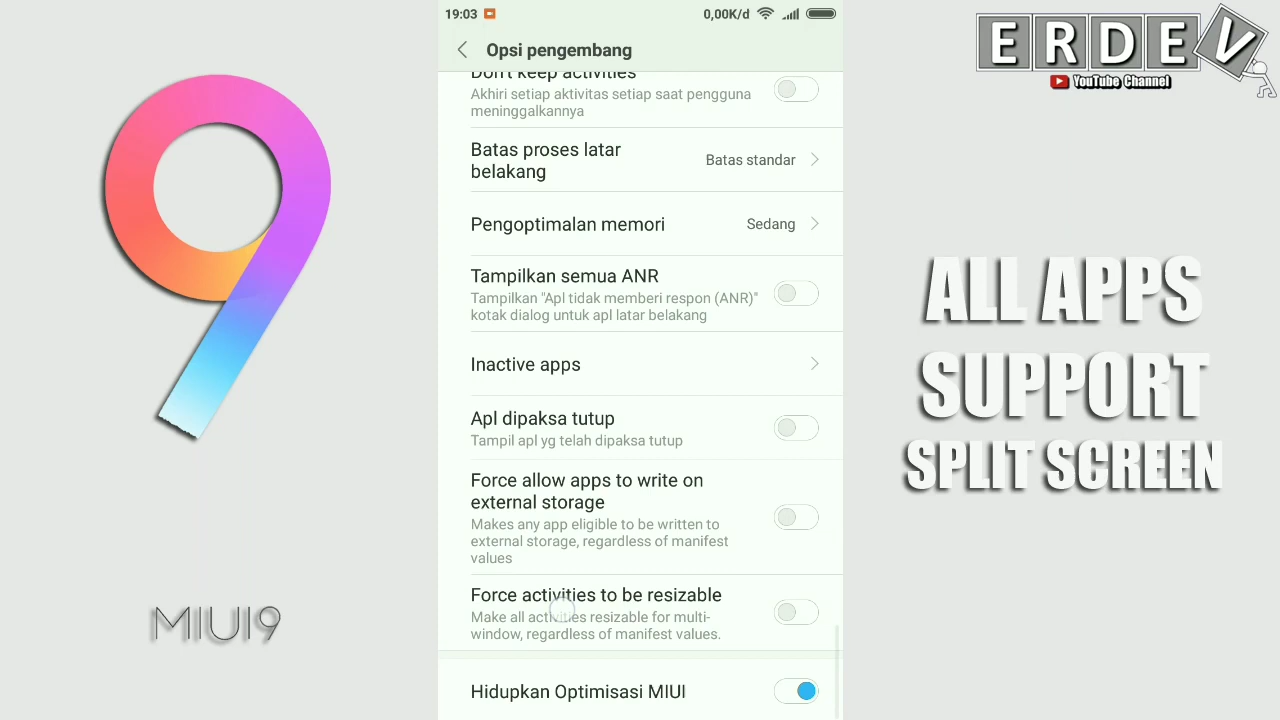 19:03
0,00K/d
Opsi pengembang
Don't keep activities
Akhiri setiap aktivitas setiap saat pengguna
meninggalkannya
Batas proses latar
belakang
Batas standar
Pengoptimalan memori
Sedang
Tampilkan semua ANR
Tampilkan "Apl tidak memberi respon (ANR)"
kotak dialog untuk apl latar belakang
Inactive apps
Apl dipaksa tutup
Tampil apl yg telah dipaksa tutup
Force allow apps to write on
external storage
Makes any app eligible to be written to
external storage, regardless of manifest
values
Force activities to be resizable
Make all activities resizable for multi-
window, regardless of manifest values.
Hidupkan Optimisasi MIUI
9
MIUI9
ERDEV
YouTube Channel
ALL APPS
SUPPORT
SPLIT SCREEN